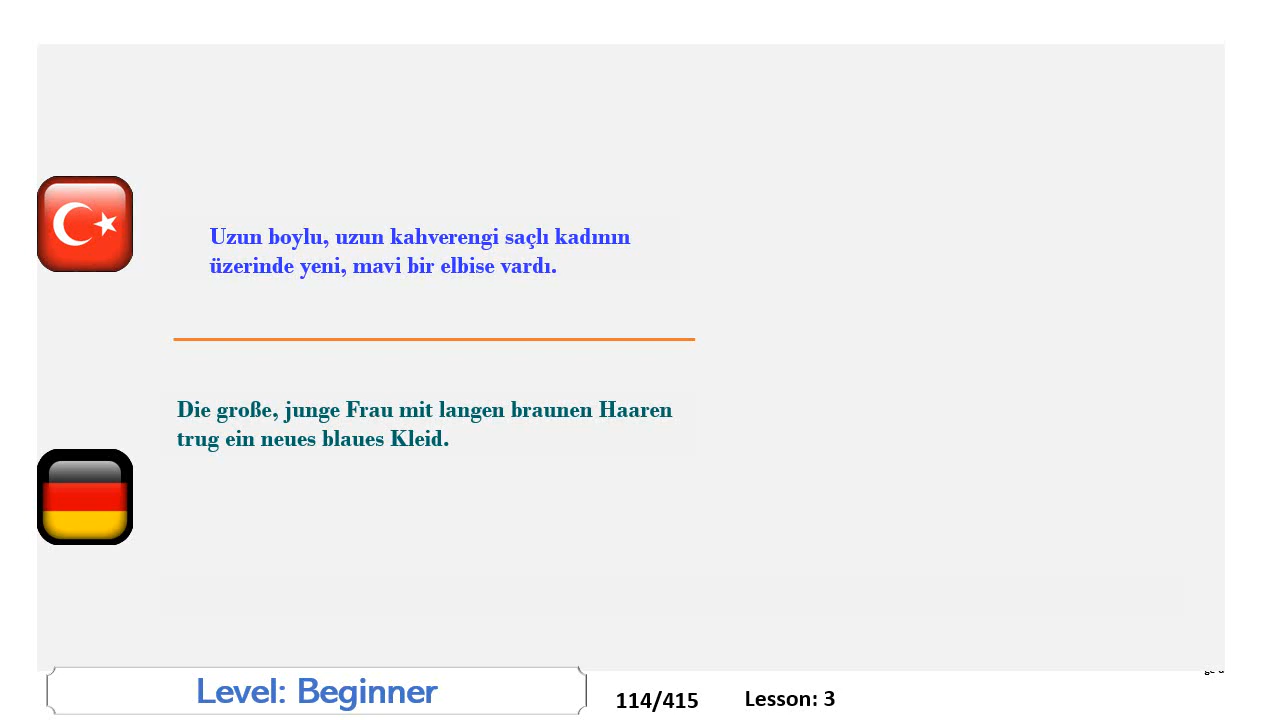 Uzun boylu, uzun kahverengi saçlı kadının
üzerinde yeni, mavi bir elbise vardı.
Die große, junge Frau mit langen braunen Haaren
trug ein neues blaues Kleid.
Level: Beginner
114/415
Lesson: 3